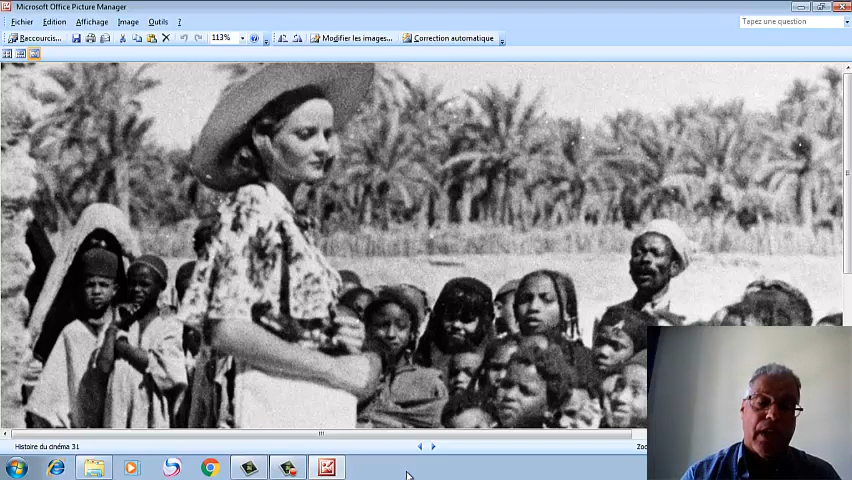 Microsoft Office Picture Manager
Fichier Edition Affichage Image Outils ?
Tapez une question
Raccourcis... 113% Modifier les images... Correction automatique
Histoire du cinéma 31
Zoo